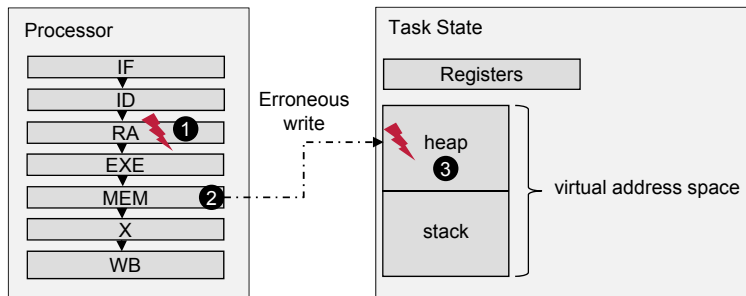 Processor
IF
ID
RA
1
EXE
MEM
2
X
WB
Erroneous
write
Task State
Registers
heap
3
stack
virtual address space